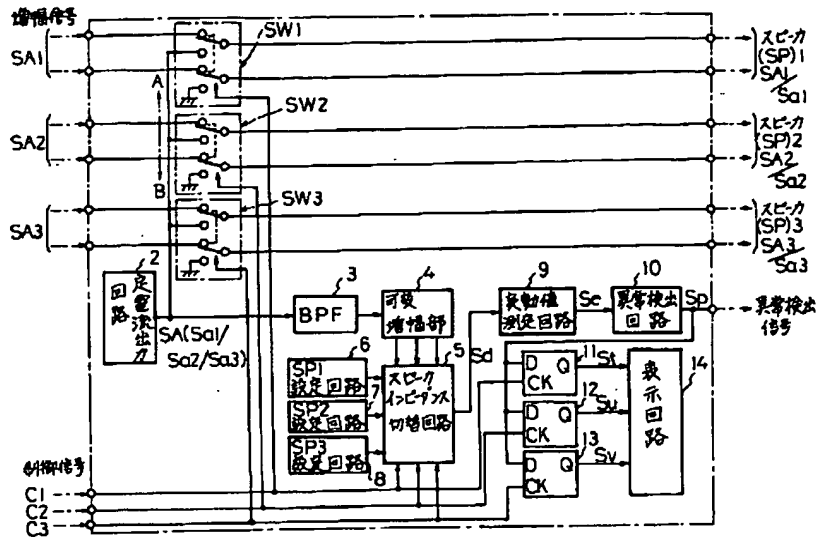 増幅信号
SA1
SA2
SA3
SW1
SW2
SW3
A
B
スピーカ
(SP)1
SA1/Sa1
スピーカ
(SP)2
SA2/Sa2
スピーカ
(SP)3
SA3/Sa3
2
定電流出力
回路
SA(Sa1/
Sa2/Sa3)
3
BPF
4
可変
増幅部
9
実動値
測定回路
Se
10
異常検出
回路
Sp
異常検出
信号
6
SP1
設定回路
SP2
設定回路
7
SP3
設定回路
8
5
スピーカ
インピーダンス
切替回路
Sd
11
D Q
CK
St
12
D Q
CK
Su
13
D Q
CK
Sv
14
表示回路
制御信号
C1
C2
C3